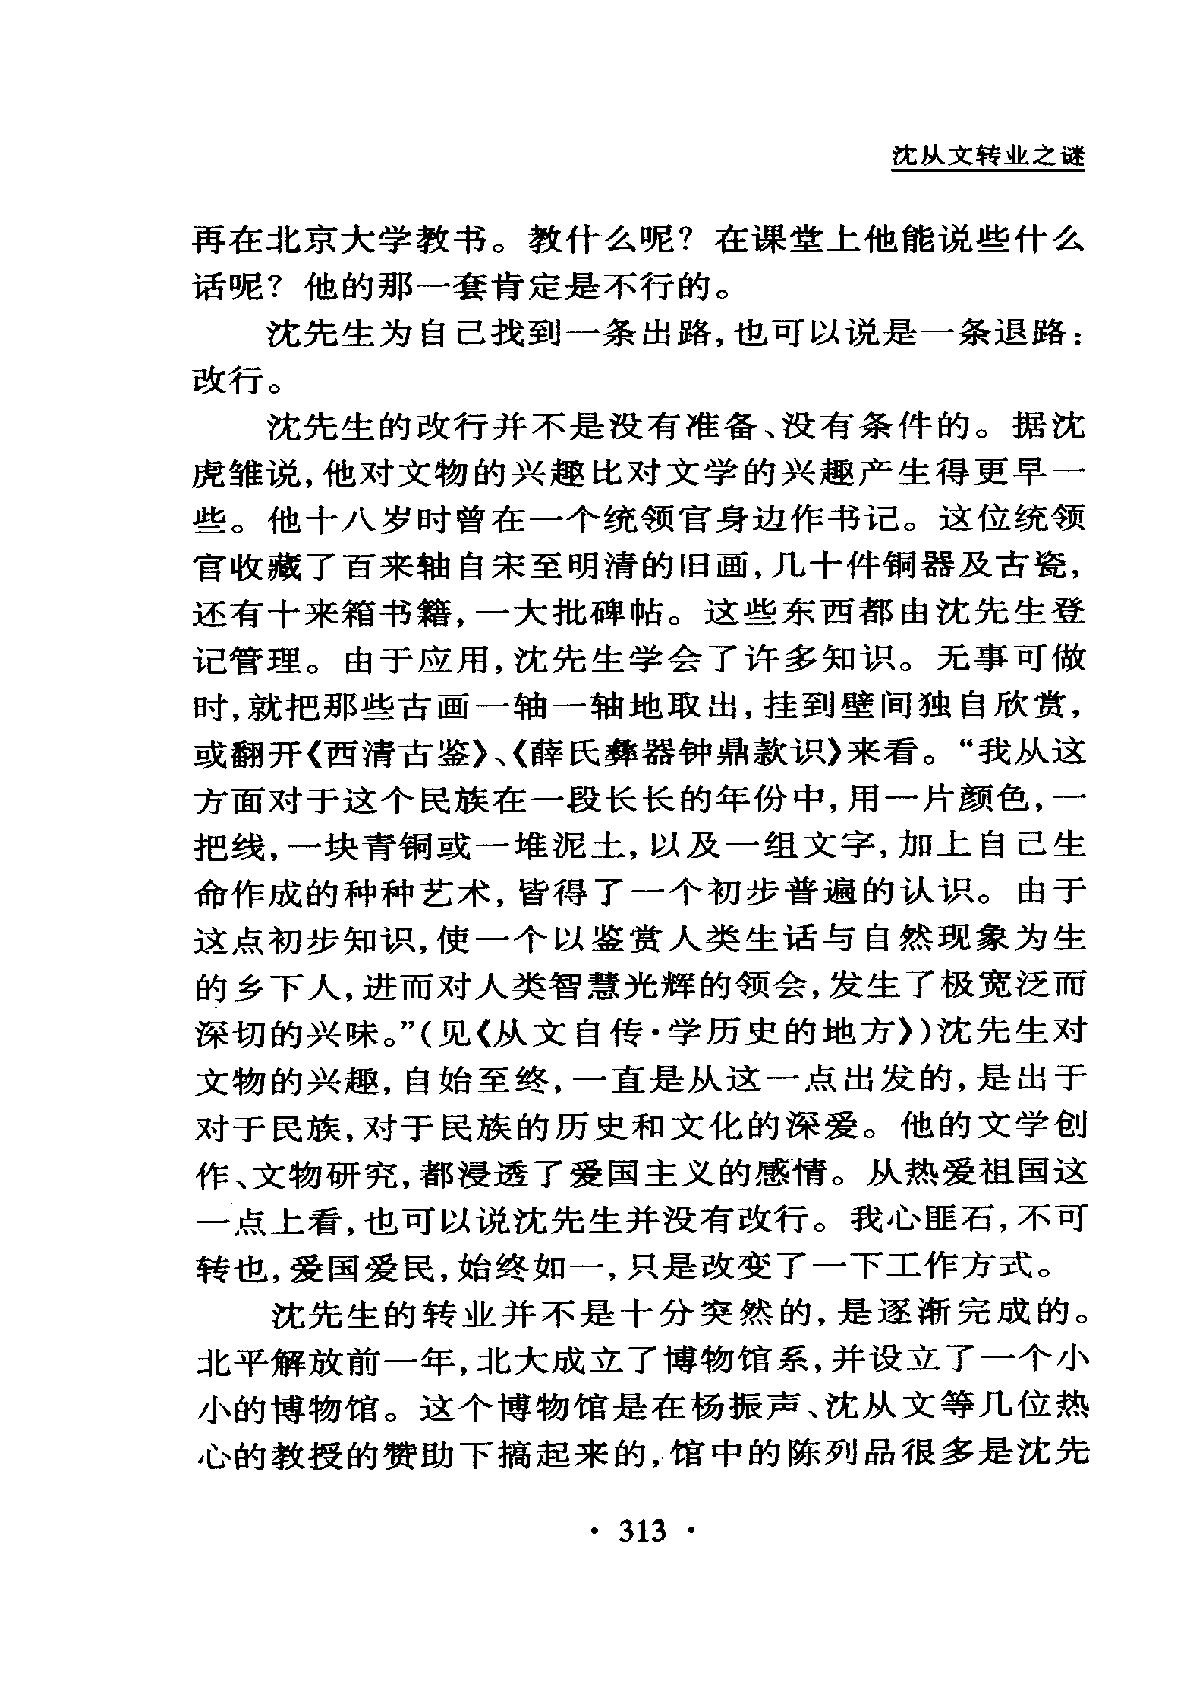 沈从文转业之谜
再在北京大学教书。教什么呢？在课堂上他能说些什么
话呢？他的那一套肯定是不行的。
沈先生为自己找到一条出路，也可以说是一条退路：
改行。
沈先生的改行并不是没有准备、没有条件的。据沈
虎雏说，他对文物的兴趣比对文学的兴趣产生得更早一
些。他十八岁时曾在一个统领官身边作书记。这位统领
官收藏了百来轴自宋至明清的旧画，几十件铜器及古瓷，
还有十来箱书籍，一大批碑帖。这些东西都由沈先生登
记管理。由于应用，沈先生学会了许多知识。无事可做
时，就把那些古画一轴一轴地取出，挂到壁间独自欣赏，
或翻开《西清古鉴》、《薛氏彝器钟鼎款识》来看。“我从这
方面对于这个民族在一段长长的年份中，用一片颜色，一
把线，一块青铜或一堆泥土，以及一组文字，加上自己生
命作成的种种艺术，皆得了一个初步普遍的认识。由于
这点初步知识，使一个以鉴赏人类生话与自然现象为生
的乡下人，进而对人类智慧光辉的领会，发生了极宽泛而
深切的兴味。”（见《从文自传·学历史的地方》）沈先生对
文物的兴趣，自始至终，一直是从这一点出发的，是出于
对于民族，对于民族的历史和文化的深爱。他的文学创
作、文物研究，都浸透了爱国主义的感情。从热爱祖国这
一点上看，也可以说沈先生并没有改行。我心匪石，不可
转也，爱国爱民，始终如一，只是改变了一下工作方式。
沈先生的转业并不是十分突然的，是逐渐完成的。
北平解放前一年，北大成立了博物馆系，并设立了一个小
小的博物馆。这个博物馆是在杨振声、沈从文等几位热
心的教授的赞助下搞起来的，馆中的陈列品很多是沈先
· 313 ·